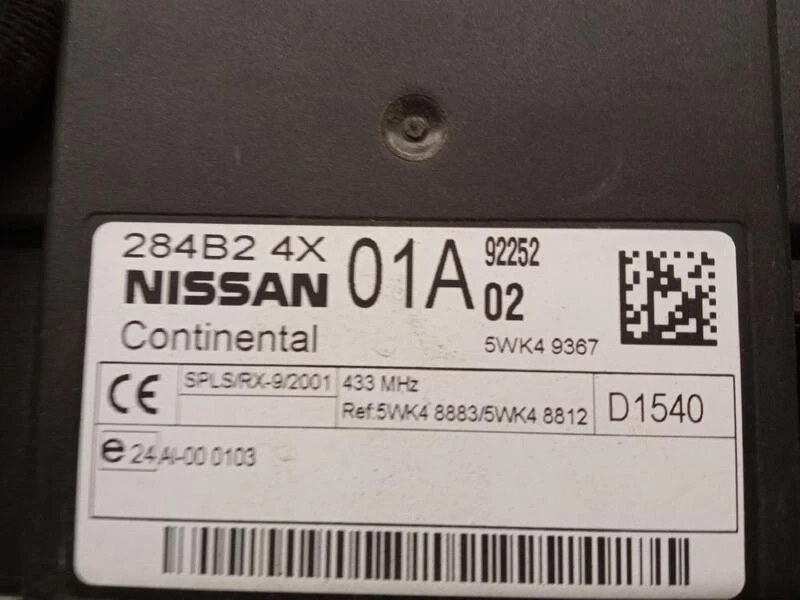 284B2 4X 01A 92252
NISSAN 02
Continental 5WK4 9367
CE SPLS/RX-9/2001 433 MHz D1540
Ref:5WK4 8883/5WK4 8812
e 24 AI-00 0103